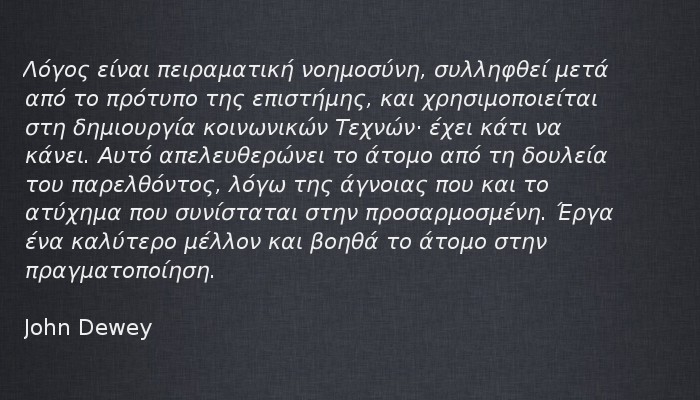 Λόγος είναι πειραματική νοημοσύνη, συλληφθεί μετά
από το πρότυπο της επιστήμης, και χρησιμοποιείται
στη δημιουργία κοινωνικών Τεχνών· έχει κάτι να
κάνει. Αυτό απελευθερώνει το άτομο από τη δουλεία
του παρελθόντος, λόγω της άγνοιας που και το
ατύχημα που συνίσταται στην προσαρμοσμένη. Έργα
ένα καλύτερο μέλλον και βοηθά το άτομο στην
πραγματοποίηση.
John Dewey